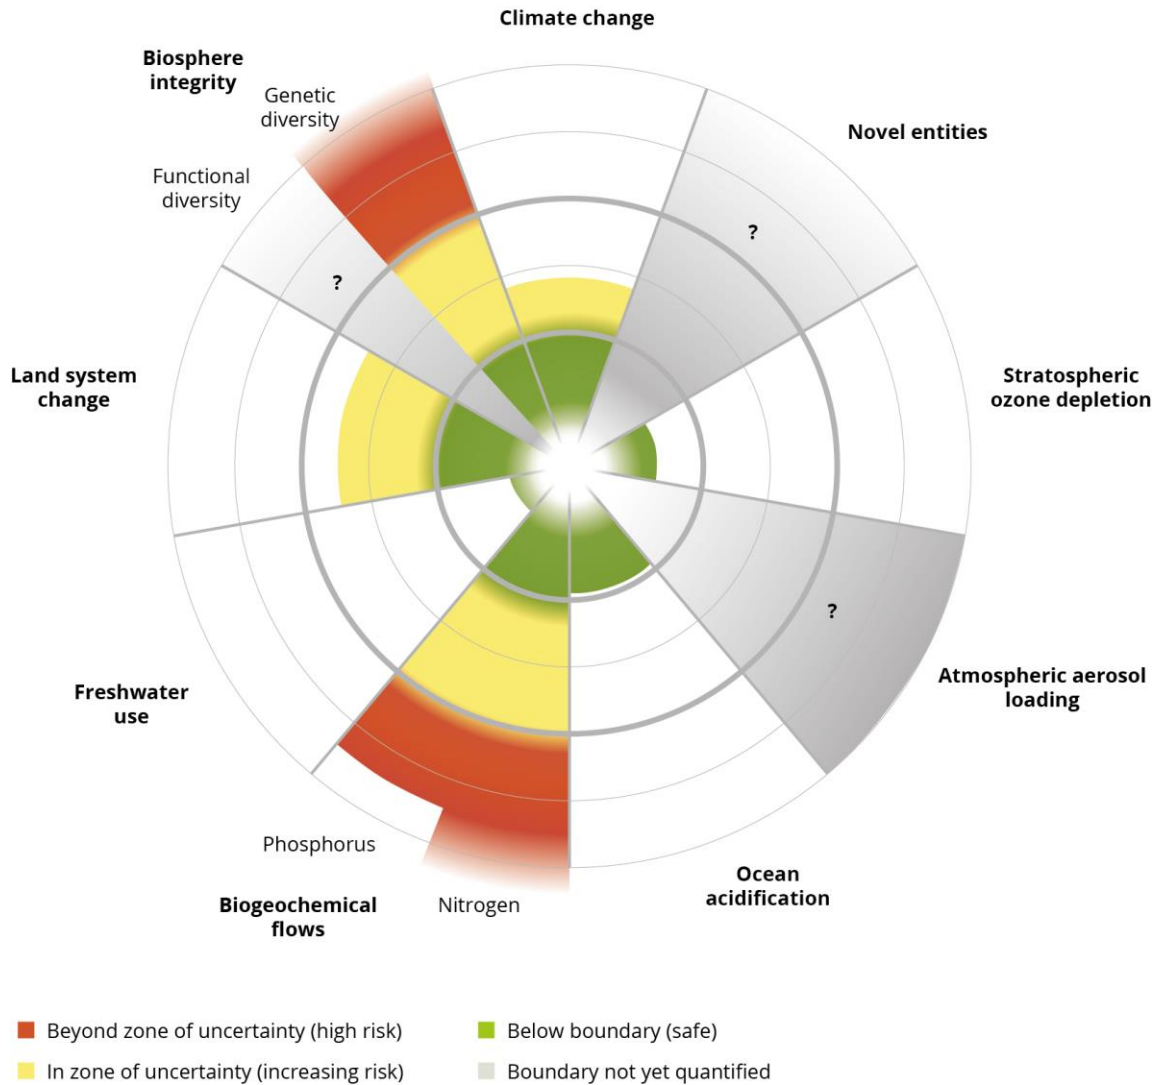 Climate change
Biosphere
integrity
Genetic
diversity
Novel entities
Functional
diversity
?
?
Land system
change
Stratospheric
ozone depletion
?
Atmospheric aerosol
loading
Freshwater
use
Phosphorus
Ocean
acidification
Biogeochemical
flows
Nitrogen
Beyond zone of uncertainty (high risk)
Below boundary (safe)
In zone of uncertainty (increasing risk)
Boundary not yet quantified